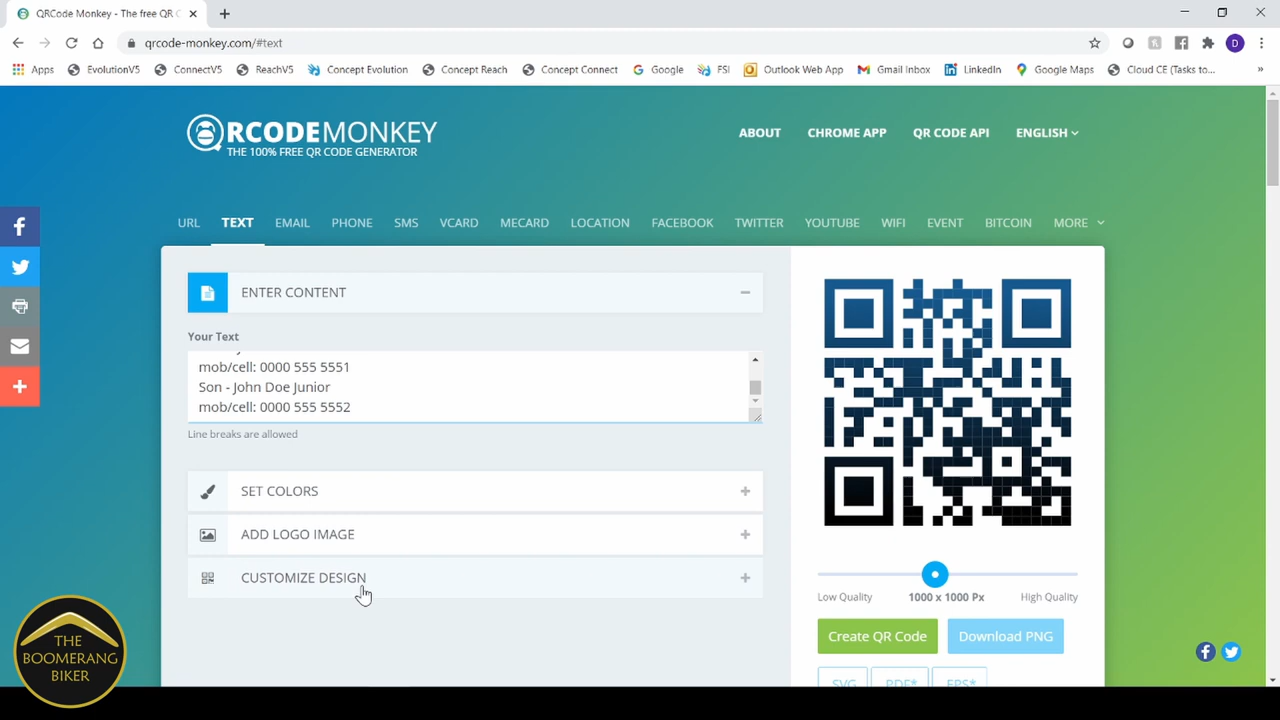 QRCode Monkey - The free QR C
qrcode-monkey.com/#text
D
Apps EvolutionV5 ConnectV5 ReachV5 Concept Evolution Concept Reach Concept Connect Google FSI Outlook Web App Gmail Inbox LinkedIn Google Maps Cloud CE (Tasks to... »
QRCODEMONKEY
THE 100% FREE QR CODE GENERATOR
ABOUT CHROME APP QR CODE API ENGLISH
URL TEXT EMAIL PHONE SMS VCARD MECARD LOCATION FACEBOOK TWITTER YOUTUBE WIFI EVENT BITCOIN MORE
ENTER CONTENT
Your Text
mob/cell: 0000 555 5551
Son - John Doe Junior
mob/cell: 0000 555 5552
Line breaks are allowed
SET COLORS
ADD LOGO IMAGE
CUSTOMIZE DESIGN
Low Quality 1000 x 1000 Px High Quality
Create QR Code Download PNG
SVG PDF* EPS*
THE
BOOMERANG
BIKER